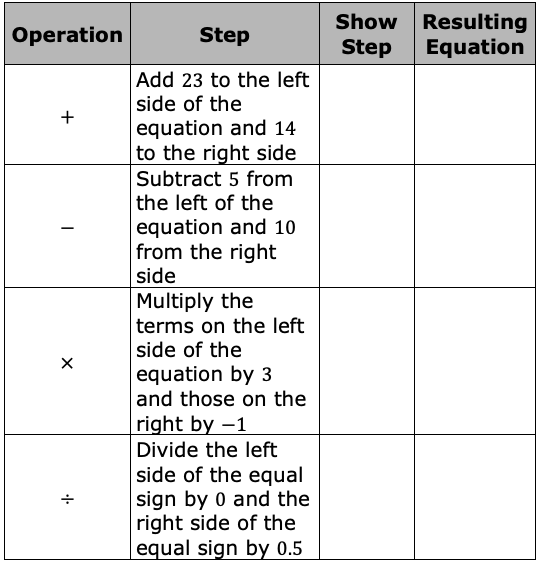 Operation
Step
Show
Step
Resulting
Equation
+
Add 23 to the left
side of the
equation and 14
to the right side
−
Subtract 5 from
the left of the
equation and 10
from the right
side
×
Multiply the
terms on the left
side of the
equation by 3
and those on the
right by −1
÷
Divide the left
side of the equal
sign by 0 and the
right side of the
equal sign by 0.5